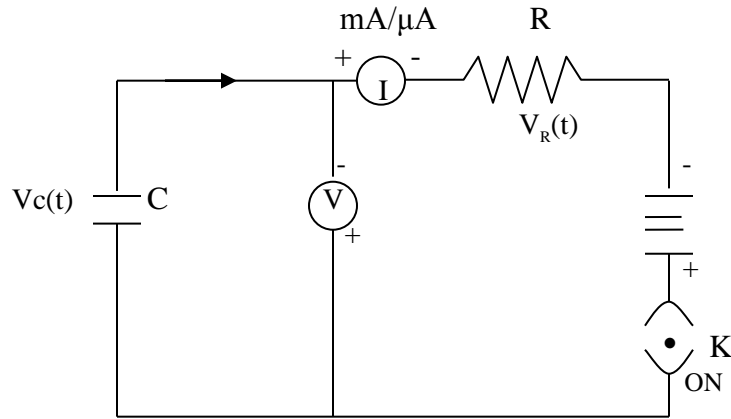 mA/μA R
+ -
I
V_R(t)
-
Vc(t) C
V
+
-
+
K
ON